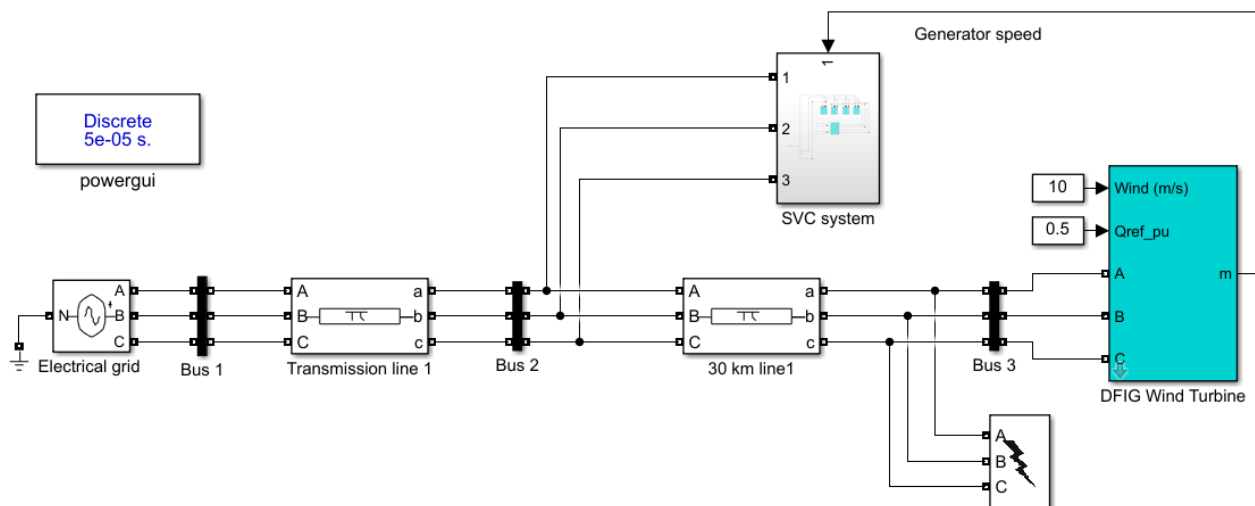 Generator speed
Discrete
5e-05 s.
powergui
1
1
2
3
SVC system
10
Wind (m/s)
0.5
Qref_pu
A
B
C
m
DFIG Wind Turbine
N
A
B
C
Electrical grid
Bus 1
A
B
C
a
b
c
Transmission line 1
Bus 2
A
B
C
a
b
c
30 km line1
Bus 3
A
B
C